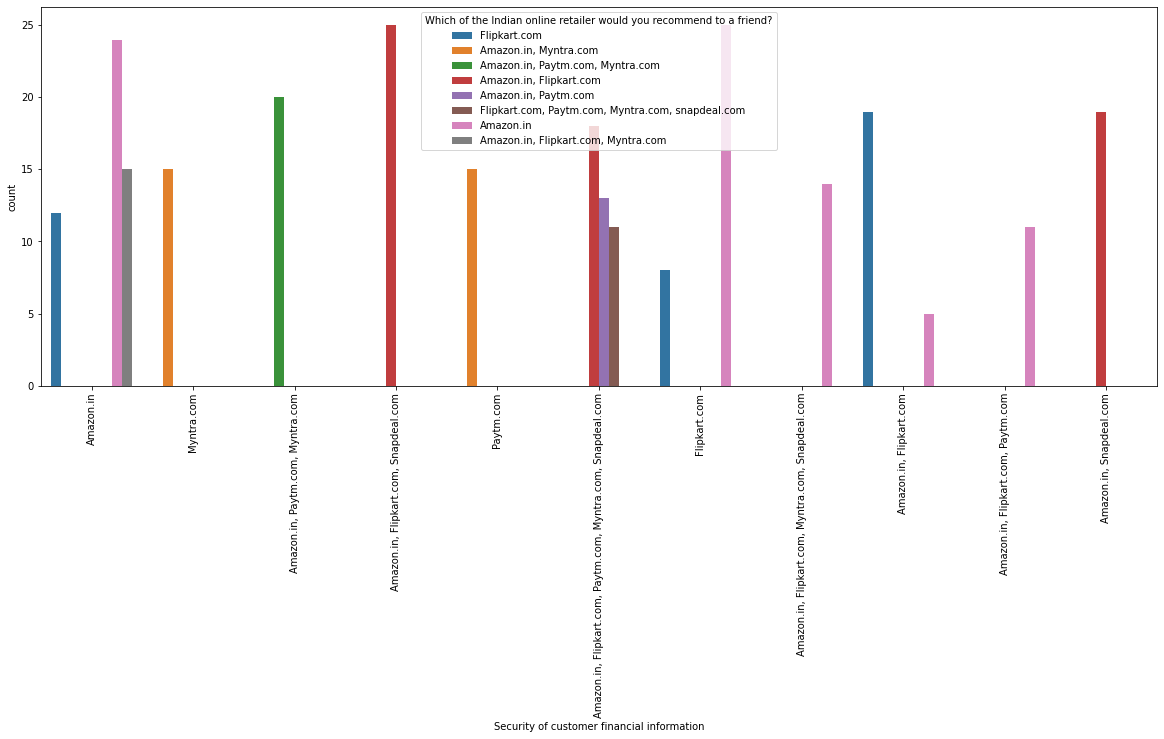 Which of the Indian online retailer would you recommend to a friend?
Flipkart.com
Amazon.in, Myntra.com
Amazon.in, Paytm.com, Myntra.com
Amazon.in, Flipkart.com
Amazon.in, Paytm.com
Flipkart.com, Paytm.com, Myntra.com, snapdeal.com
Amazon.in
Amazon.in, Flipkart.com, Myntra.com
count
25
20
15
10
5
0
Amazon.in
Myntra.com
Amazon.in, Paytm.com, Myntra.com
Amazon.in, Flipkart.com, Snapdeal.com
Paytm.com
Amazon.in, Flipkart.com, Paytm.com, Myntra.com, Snapdeal.com
Flipkart.com
Amazon.in, Flipkart.com, Myntra.com, Snapdeal.com
Amazon.in, Flipkart.com
Amazon.in, Flipkart.com, Paytm.com
Amazon.in, Snapdeal.com
Security of customer financial information